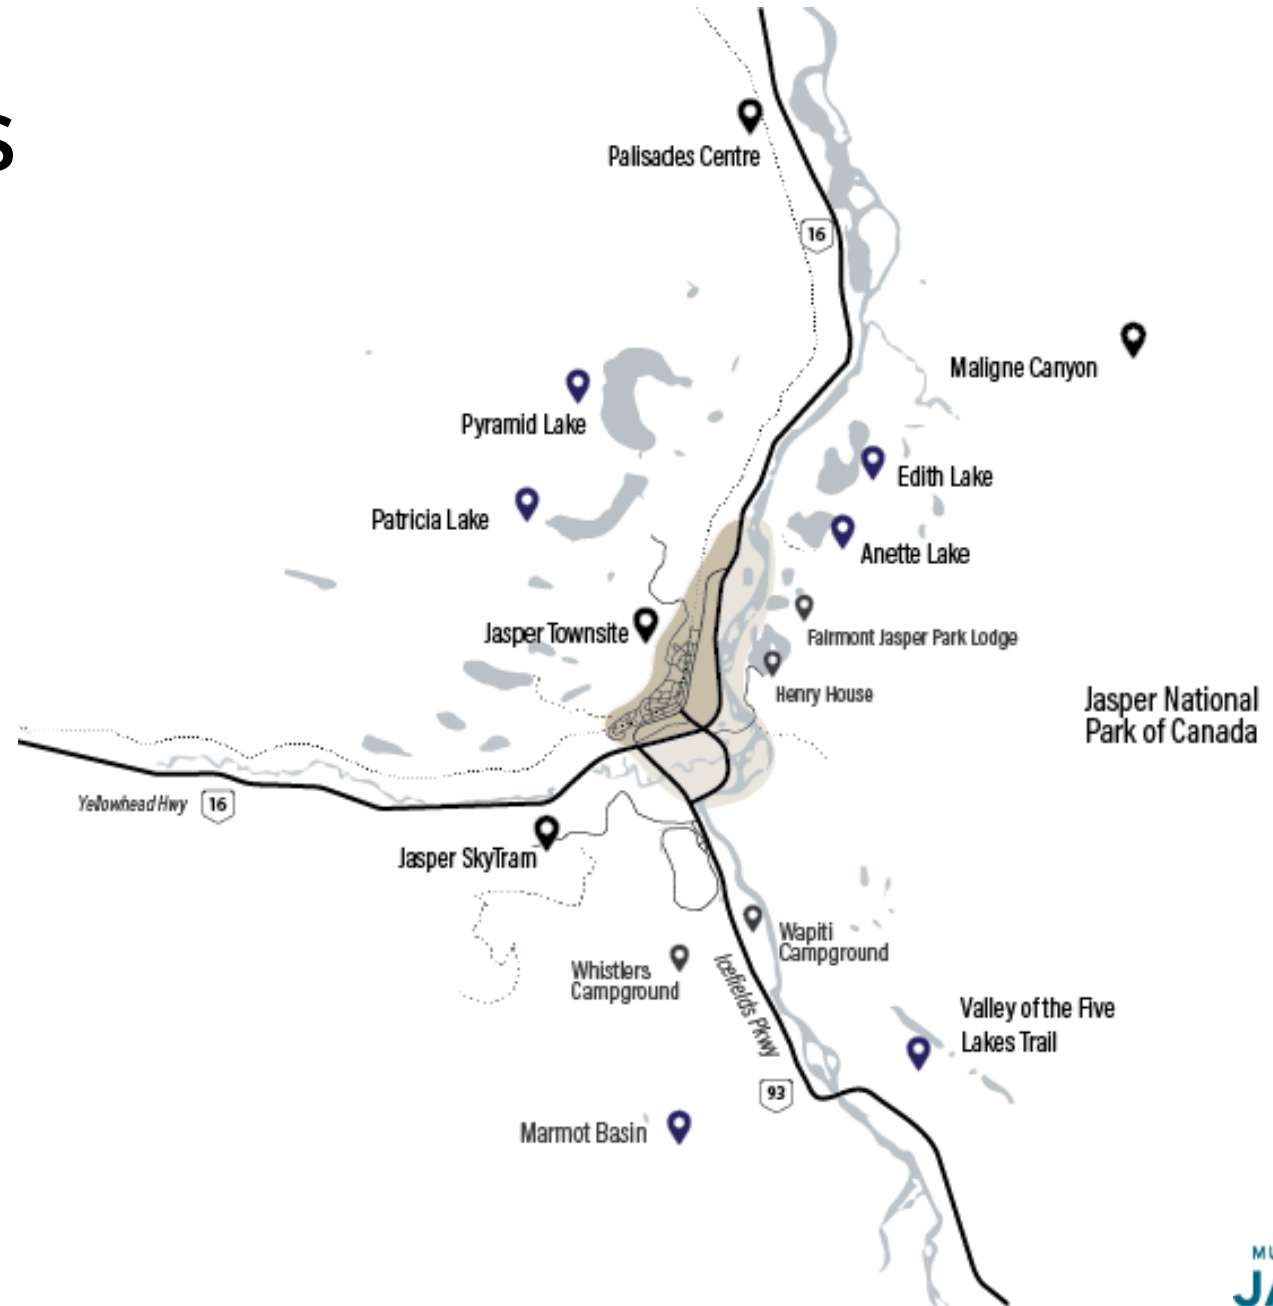 S
Palisades Centre
16
Maligne Canyon
Pyramid Lake
Edith Lake
Patricia Lake
Anette Lake
Jasper Townsite
Fairmont Jasper Park Lodge
Henry House
Jasper National
Park of Canada
Yellowhead Hwy
16
Jasper SkyTram
Wapiti
Campground
Whistlers
Campground
Icefields Pkwy
Valley of the Five
Lakes Trail
93
Marmot Basin
MU
JA